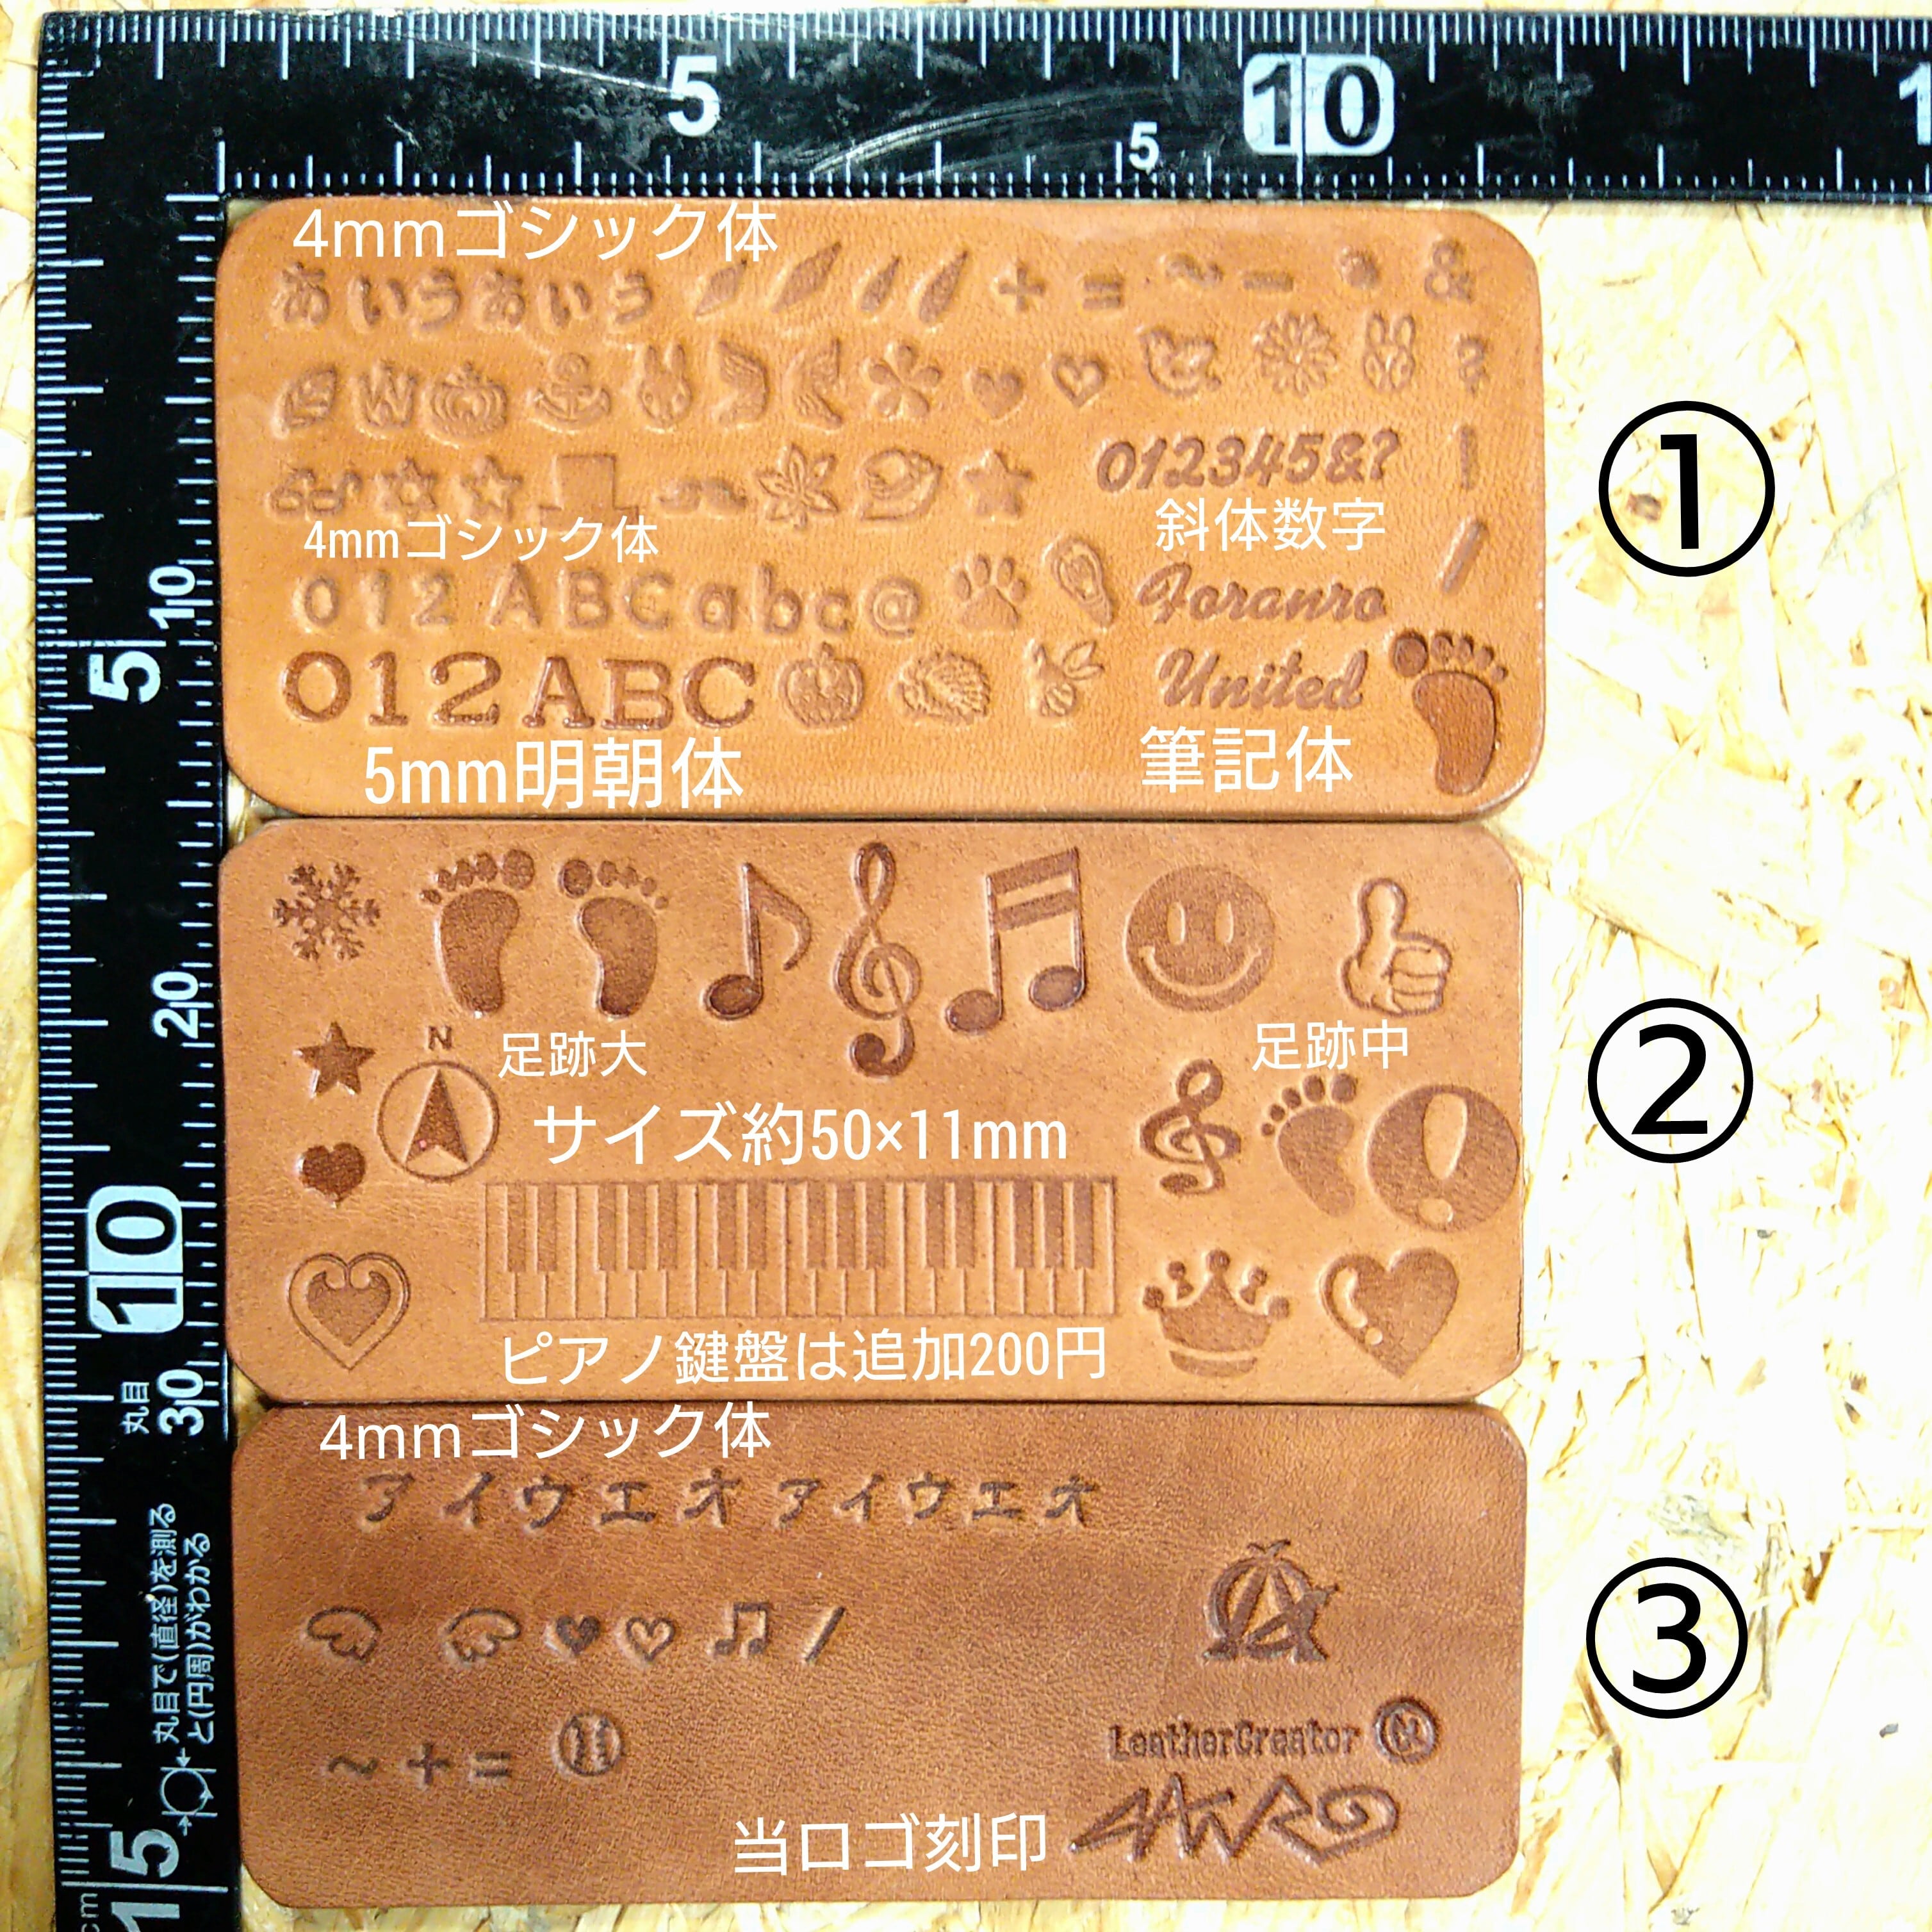 5
10
5
4mmゴシック体
あいうあいう + = ~ - ・ &
?
012345&?
!
①
4mmゴシック体
斜体数字
/
012 ABC abc@
Foranro
012ABC
United
5mm明朝体
筆記体
10
5
20
N
足跡大
足跡中
②
サイズ約50×11mm
!
10
ピアノ鍵盤は追加200円
30
丸目
4mmゴシック体
アイウエオ アイウエオ
丸目で(直径)を測る
と(円周)がわかる
/
③
~ + =
LeatherCreator
当ロゴ刻印
15
cm